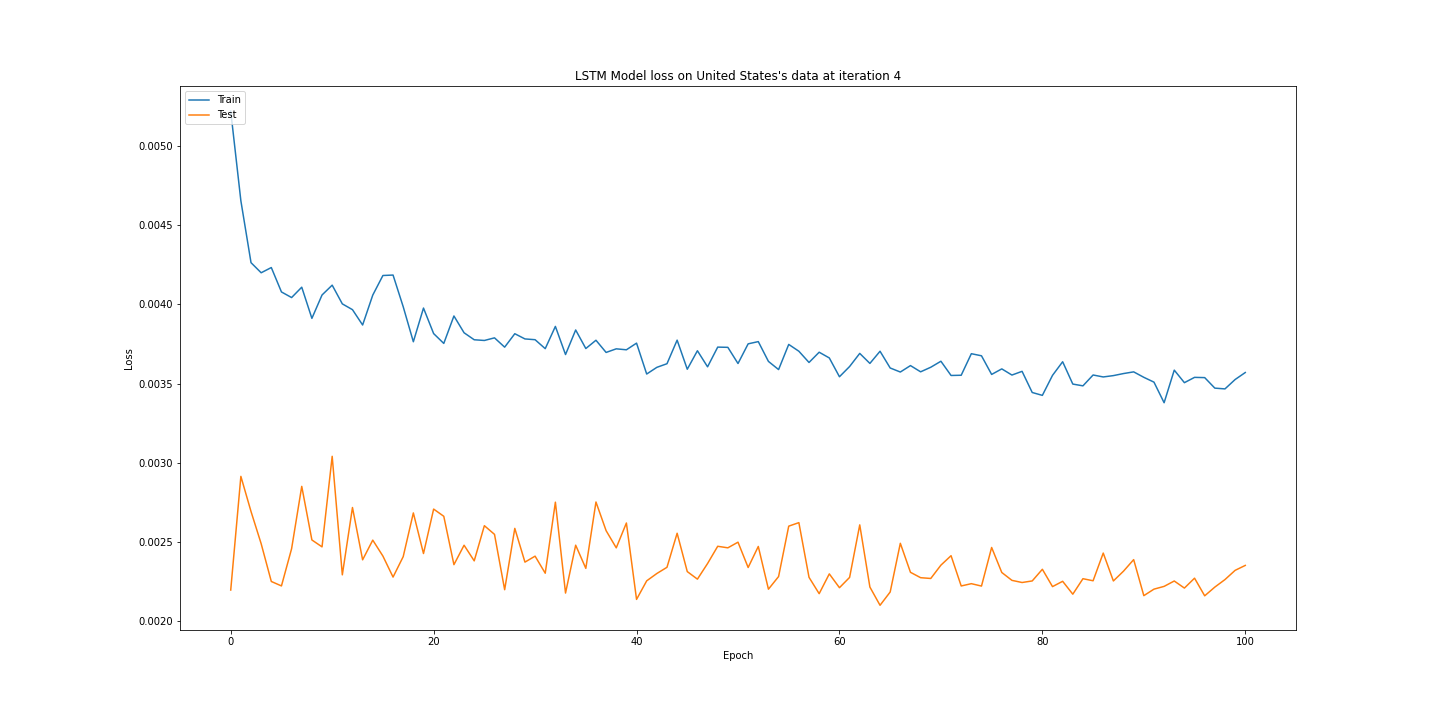 LSTM Model loss on United States's data at iteration 4
Train
Test
0.0050
0.0045
0.0040
0.0035
0.0030
0.0025
0.0020
Loss
0 20 40 60 80 100
Epoch